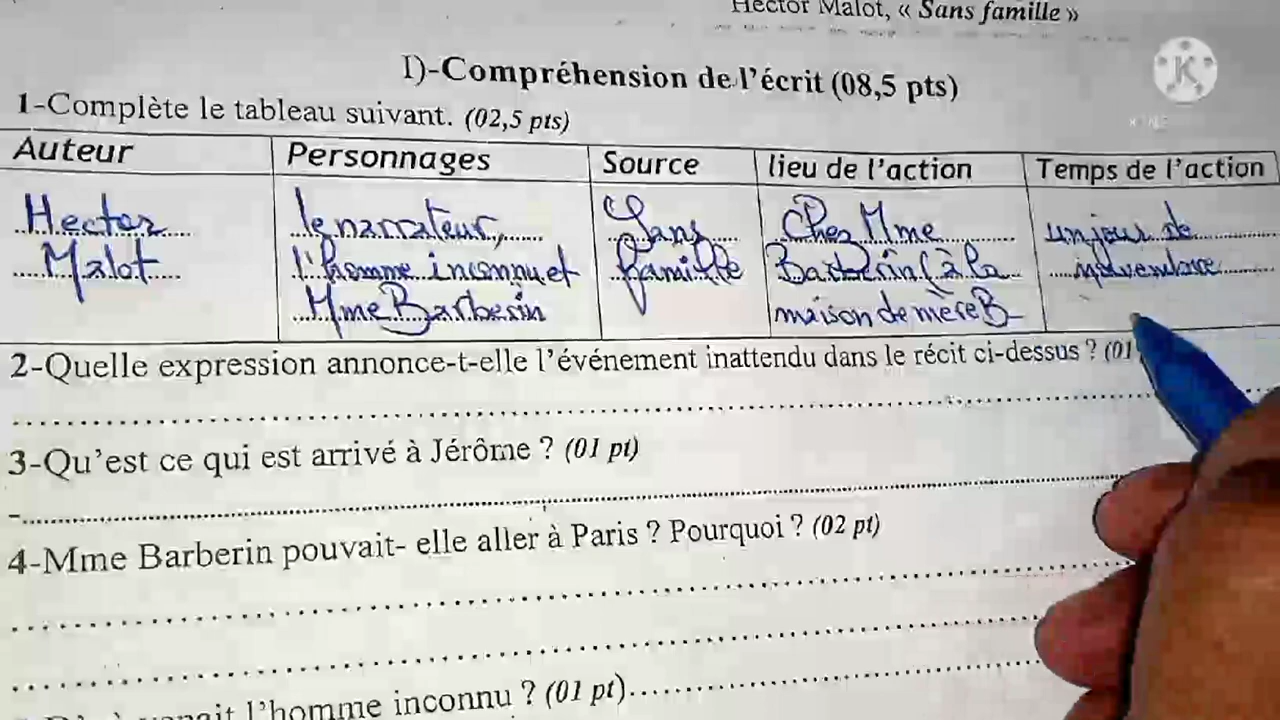 Hector Malot, « Sans famille »
I)-Compréhension de l'écrit (08,5 pts)
1-Complète le tableau suivant. (02,5 pts)
Auteur Personnages Source lieu de l'action Temps de l'action
Hector le narrateur, Sans Chez Mme un jour de
Malot l'homme inconnu et famille Barberin (à la novembre
Mme Barberin maison de mère B
2-Quelle expression annonce-t-elle l'événement inattendu dans le récit ci-dessus ? (01
3-Qu'est ce qui est arrivé à Jérôme ? (01 pt)
4-Mme Barberin pouvait- elle aller à Paris ? Pourquoi ? (02 pt)
l'homme inconnu ? (01 pt)
K